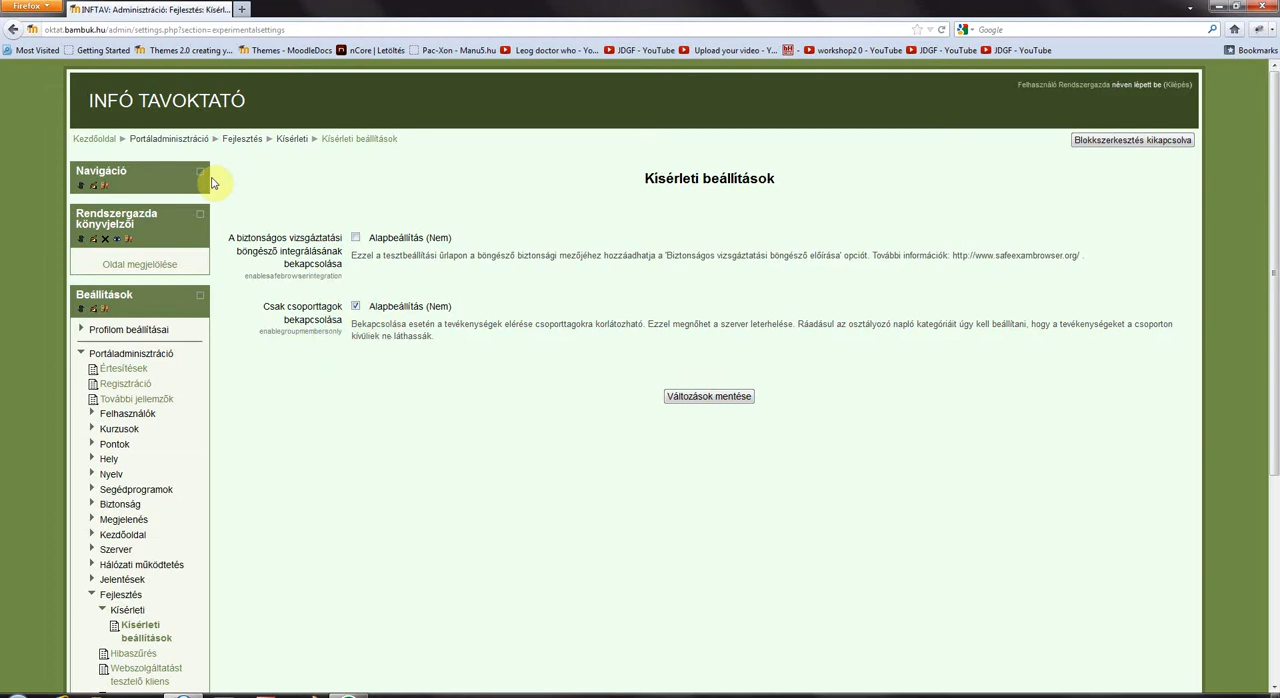 Firefox
INFTAV: Adminisztráció: Fejlesztés: Kísérl...
oktat.bambuk.hu/admin/settings.php?section=experimentalsettings
Google
Most Visited
Getting Started
Themes 2.0 creating y...
Themes - MoodleDocs
nCore | Letöltés
Pac-Xon - Manu5.hu
Leog doctor who - Yo...
JDGF - YouTube
Upload your video - Y...
-
workshop2 0 - YouTube
JDGF - YouTube
JDGF - YouTube
Bookmarks
INFÓ TAVOKTATÓ
Felhasználó Rendszergazda néven lépett be (Kilépés)
Kezdőoldal ► Portáladminisztráció ► Fejlesztés ► Kísérleti ► Kísérleti beállítások
Blokkszerkesztés kikapcsolva
Navigáció
Rendszergazda
könyvjelzői
Oldal megjelölése
Beállítások
Profilom beállításai
Portáladminisztráció
Értesítések
Regisztráció
További jellemzők
Felhasználók
Kurzusok
Pontok
Hely
Nyelv
Segédprogramok
Biztonság
Megjelenés
Kezdőoldal
Szerver
Hálózati működtetés
Jelentések
Fejlesztés
Kísérleti
Kísérleti
beállítások
Hibaszűrés
Webszolgáltatást
tesztelő kliens
Kísérleti beállítások
A biztonságos vizsgáztatási
böngésző integrálásának
bekapcsolása
enablesafebrowserintegration
Alapbeállítás (Nem)
Ezzel a tesztbeállítási űrlapon a böngésző biztonsági mezőjéhez hozzáadhatja a 'Biztonságos vizsgáztatási böngésző előírása' opciót. További információk: http://www.safeexambrowser.org/ .
Csak csoporttagok
bekapcsolása
enablegroupmembersonly
Alapbeállítás (Nem)
Bekapcsolása esetén a tevékenységek elérése csoporttagokra korlátozható. Ezzel megnőhet a szerver leterhelése. Ráadásul az osztályozó napló kategóriáit úgy kell beállítani, hogy a tevékenységeket a csoporton
kívüliek ne láthassák.
Változások mentése